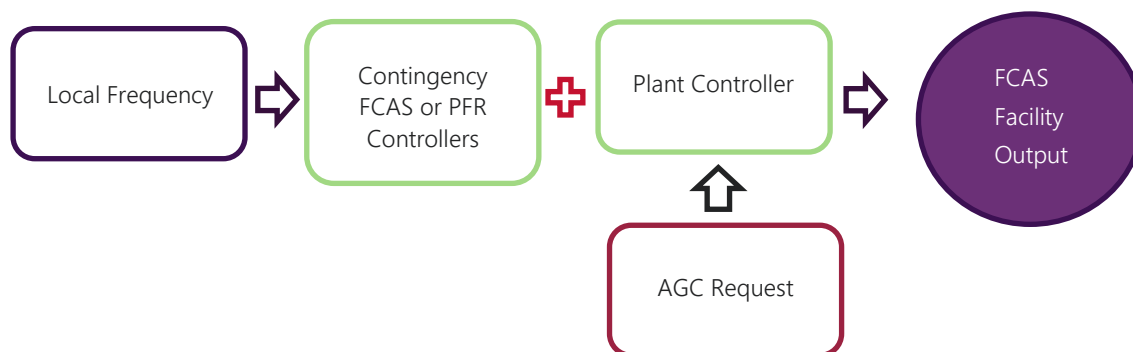 Local Frequency
Contingency
FCAS or PFR
Controllers
Plant Controller
FCAS
Facility
Output
AGC Request